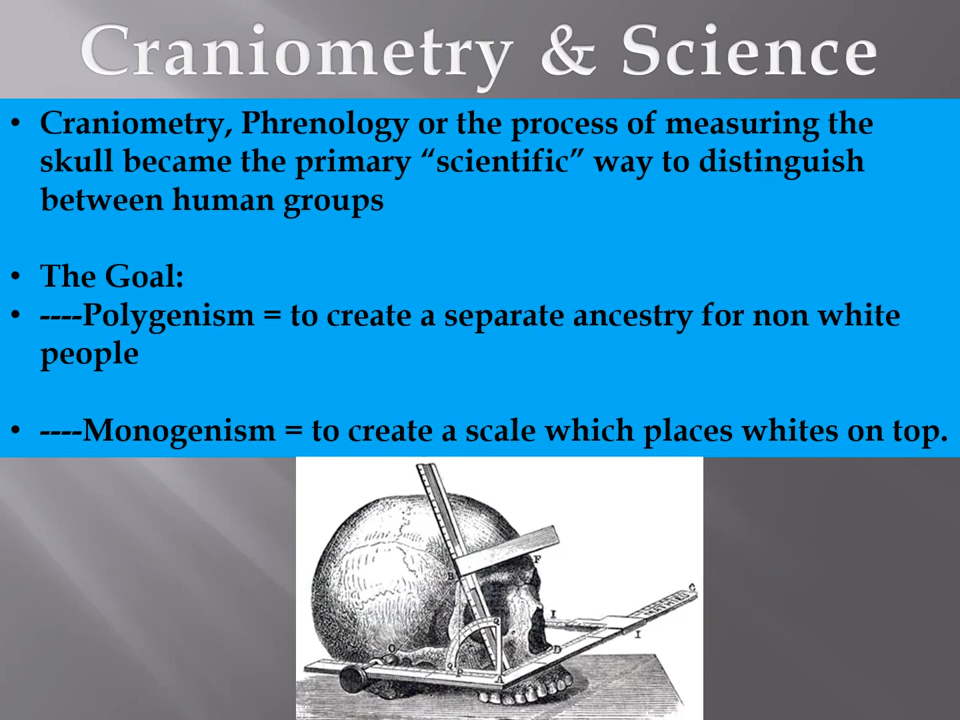 Craniometry & Science
• Craniometry, Phrenology or the process of measuring the
skull became the primary “scientific” way to distinguish
between human groups
• The Goal:
• ----Polygenism = to create a separate ancestry for non white
people
• ----Monogenism = to create a scale which places whites on top.
B
F
G
I
I
D
O